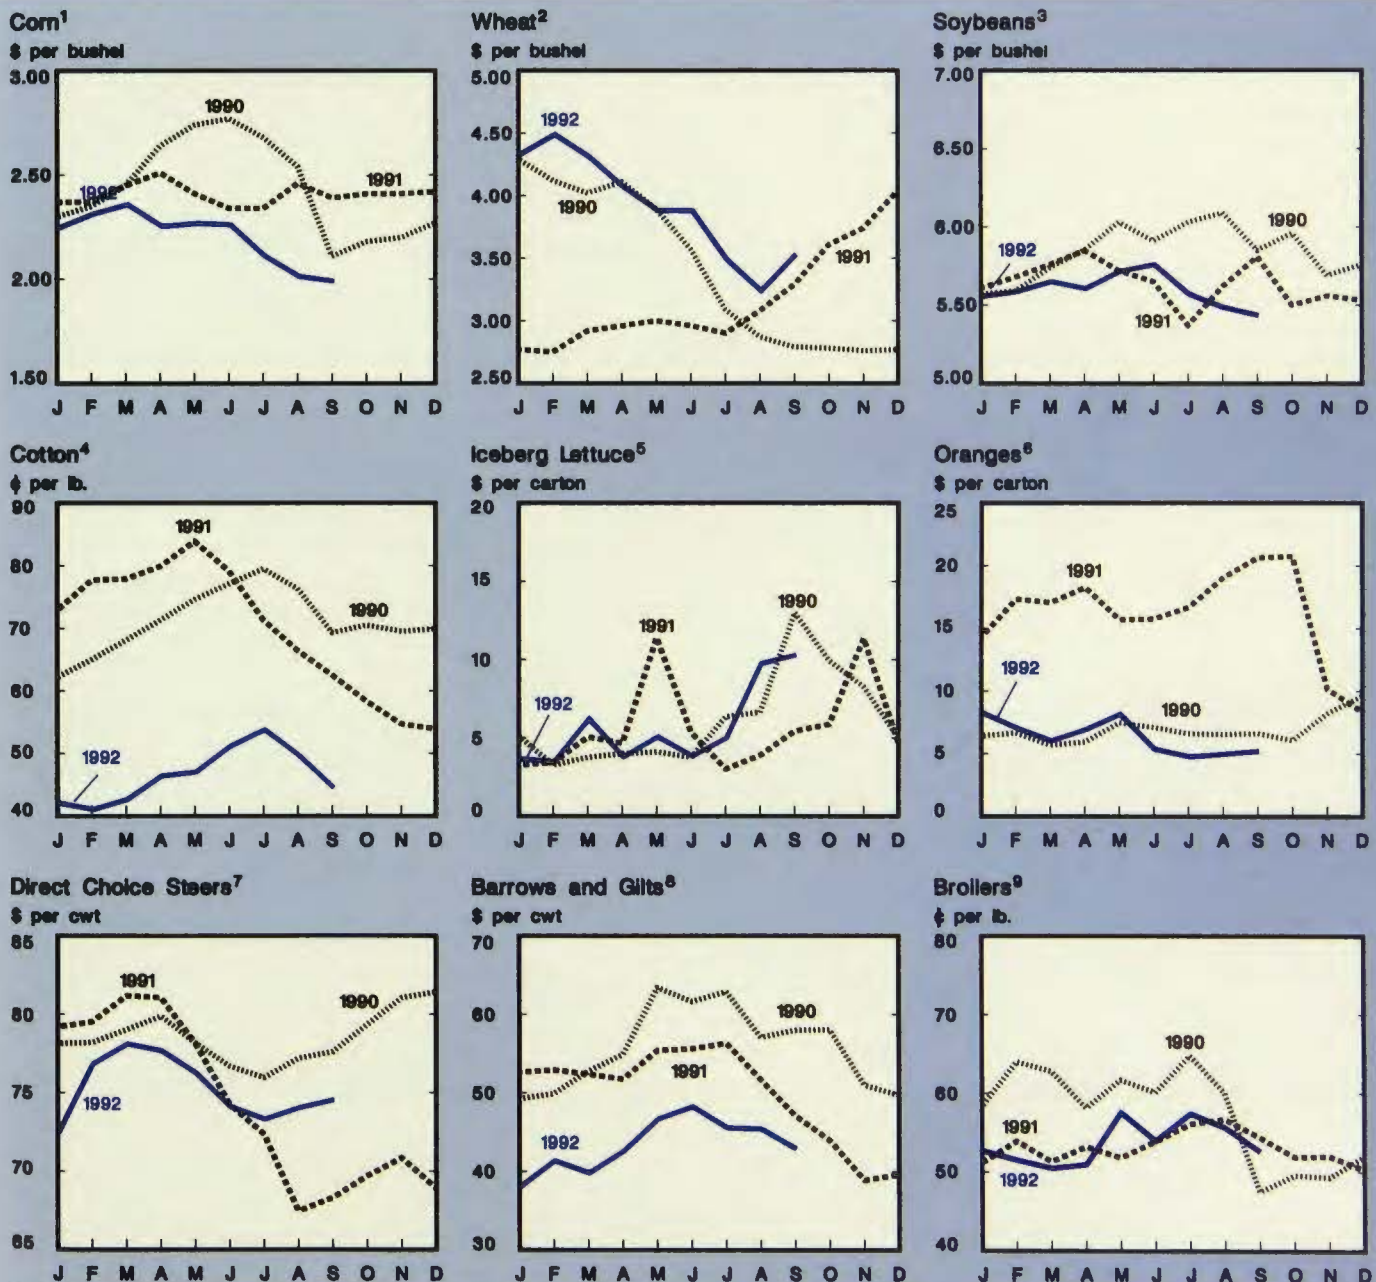 Corn¹
$ per bushel
3.00
2.50
2.00
1.50
1990
1991
1992
J F M A M J J A S O N D
Wheat²
$ per bushel
5.00
4.50
4.00
3.50
3.00
2.50
1992
1990
1991
J F M A M J J A S O N D
Soybeans³
$ per bushel
7.00
6.50
6.00
5.50
5.00
1992
1990
1991
J F M A M J J A S O N D
Cotton⁴
¢ per lb.
90
80
70
60
50
40
1991
1990
1992
J F M A M J J A S O N D
Iceberg Lettuce⁵
$ per carton
20
15
10
5
0
1990
1991
1992
J F M A M J J A S O N D
Oranges⁶
$ per carton
25
20
15
10
5
0
1991
1992
1990
J F M A M J J A S O N D
Direct Choice Steers⁷
$ per cwt
85
80
75
70
65
1991
1990
1992
J F M A M J J A S O N D
Barrows and Gilts⁸
$ per cwt
70
60
50
40
30
1990
1991
1992
J F M A M J J A S O N D
Broilers⁹
¢ per lb.
80
70
60
50
40
1990
1991
1992
J F M A M J J A S O N D